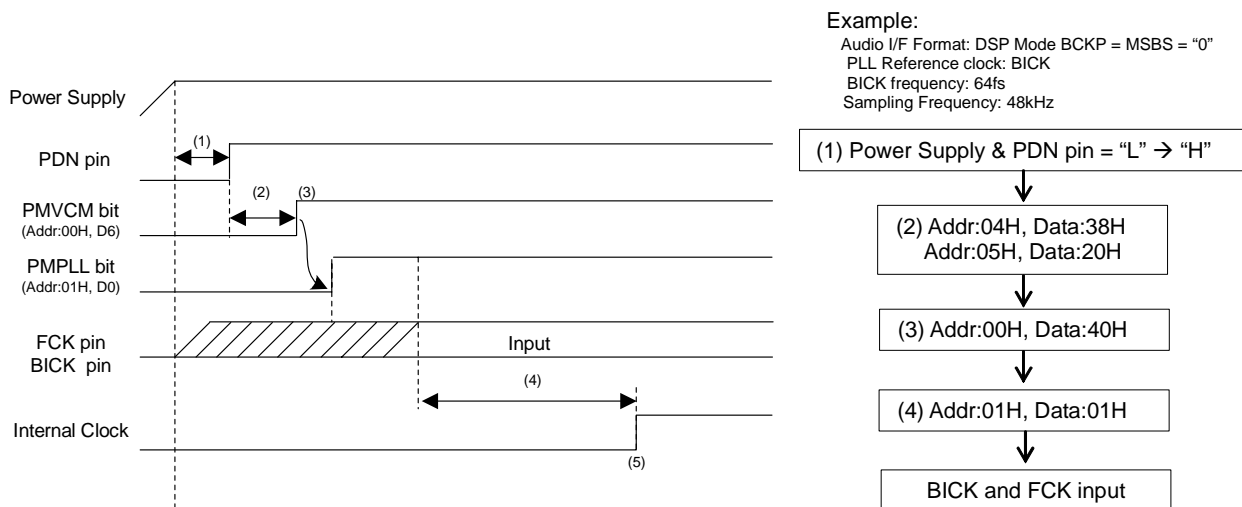 Example:
Audio I/F Format: DSP Mode BCKP = MSBS = “0”
PLL Reference clock: BICK
BICK frequency: 64fs
Sampling Frequency: 48kHz
Power Supply
(1)
PDN pin
(2)
(3)
PMVCM bit
(Addr:00H, D6)
PMPLL bit
(Addr:01H, D0)
FCK pin
BICK pin
Input
(4)
Internal Clock
(5)
(1) Power Supply & PDN pin = “L” → “H”
(2) Addr:04H, Data:38H
Addr:05H, Data:20H
(3) Addr:00H, Data:40H
(4) Addr:01H, Data:01H
BICK and FCK input